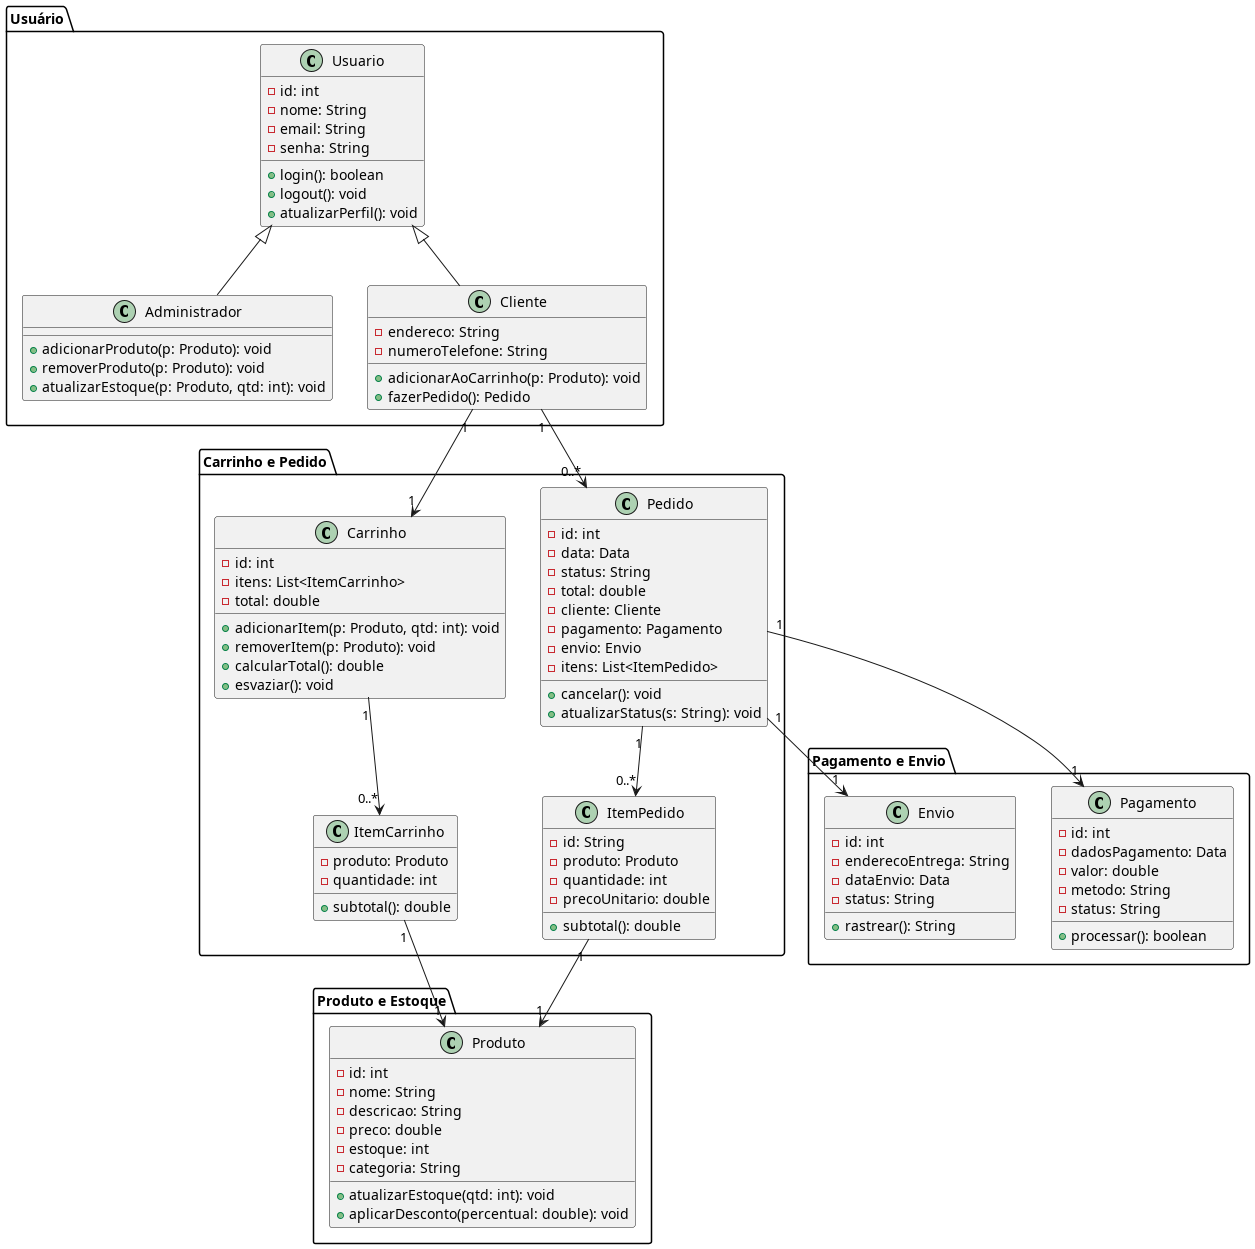 Usuário
C Usuario
id: int
nome: String
email: String
senha: String
login(): boolean
logout(): void
atualizarPerfil(): void
C Administrador
adicionarProduto(p: Produto): void
removerProduto(p: Produto): void
atualizarEstoque(p: Produto, qtd: int): void
C Cliente
endereco: String
numeroTelefone: String
adicionarAoCarrinho(p: Produto): void
fazerPedido(): Pedido
1
1
1
0..*
Carrinho e Pedido
C Carrinho
id: int
itens: List<ItemCarrinho>
total: double
adicionarItem(p: Produto, qtd: int): void
removerItem(p: Produto): void
calcularTotal(): double
esvaziar(): void
C Pedido
id: int
data: Data
status: String
total: double
cliente: Cliente
pagamento: Pagamento
envio: Envio
itens: List<ItemPedido>
cancelar(): void
atualizarStatus(s: String): void
1
0..*
1
0..*
1
1
1
1
C ItemCarrinho
produto: Produto
quantidade: int
subtotal(): double
C ItemPedido
id: String
produto: Produto
quantidade: int
precoUnitario: double
subtotal(): double
Pagamento e Envio
C Envio
id: int
enderecoEntrega: String
dataEnvio: Data
status: String
rastrear(): String
C Pagamento
id: int
dadosPagamento: Data
valor: double
metodo: String
status: String
processar(): boolean
1
1
1
1
Produto e Estoque
C Produto
id: int
nome: String
descricao: String
preco: double
estoque: int
categoria: String
atualizarEstoque(qtd: int): void
aplicarDesconto(percentual: double): void